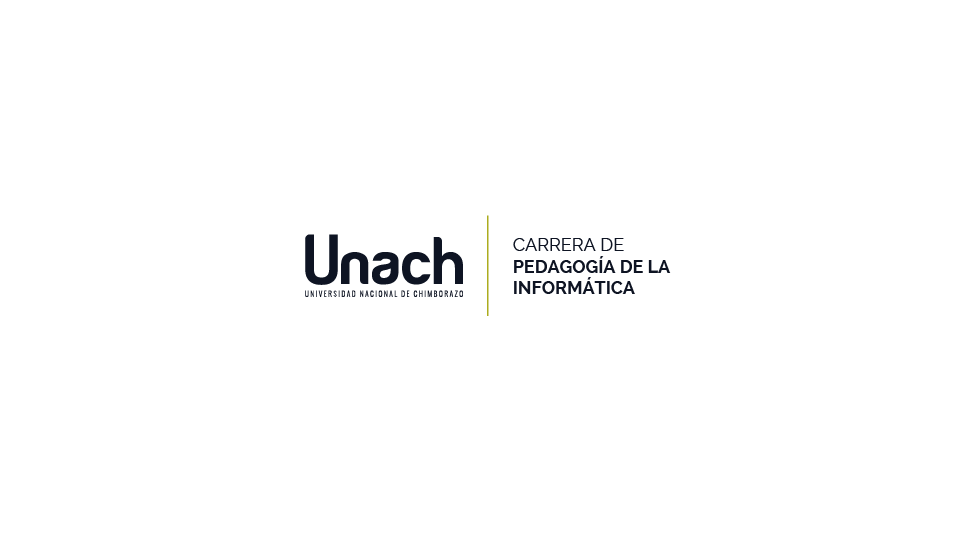 Unach
UNIVERSIDAD NACIONAL DE CHIMBORAZO
CARRERA DE
PEDAGOGÍA DE LA
INFORMÁTICA